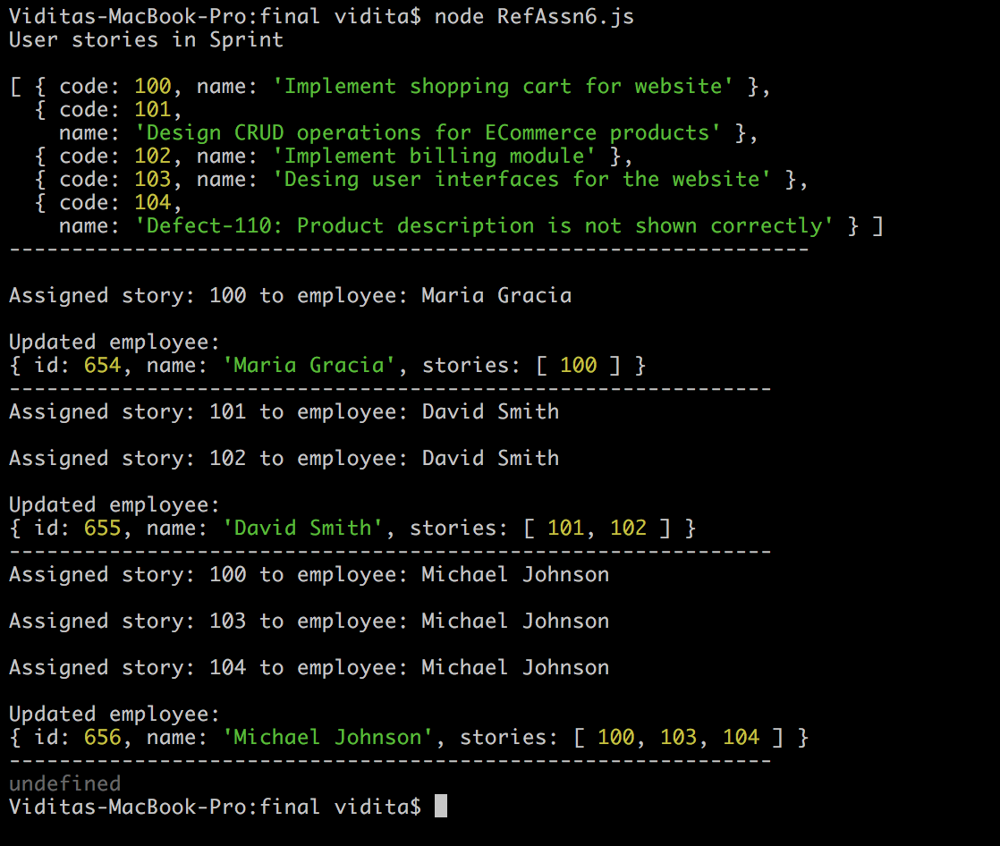 Viditas-MacBook-Pro:final vidita$ node RefAssn6.js
User stories in Sprint
[ { code: 100, name: 'Implement shopping cart for website' },
{ code: 101,
name: 'Design CRUD operations for ECommerce products' },
{ code: 102, name: 'Implement billing module' },
{ code: 103, name: 'Desing user interfaces for the website' },
{ code: 104,
name: 'Defect-110: Product description is not shown correctly' } ]
----------------------------------------------------------------
Assigned story: 100 to employee: Maria Gracia
Updated employee:
{ id: 654, name: 'Maria Gracia', stories: [ 100 ] }
-------------------------------------------------------------
Assigned story: 101 to employee: David Smith
Assigned story: 102 to employee: David Smith
Updated employee:
{ id: 655, name: 'David Smith', stories: [ 101, 102 ] }
-------------------------------------------------------------
Assigned story: 100 to employee: Michael Johnson
Assigned story: 103 to employee: Michael Johnson
Assigned story: 104 to employee: Michael Johnson
Updated employee:
{ id: 656, name: 'Michael Johnson', stories: [ 100, 103, 104 ] }
-------------------------------------------------------------
undefined
Viditas-MacBook-Pro:final vidita$